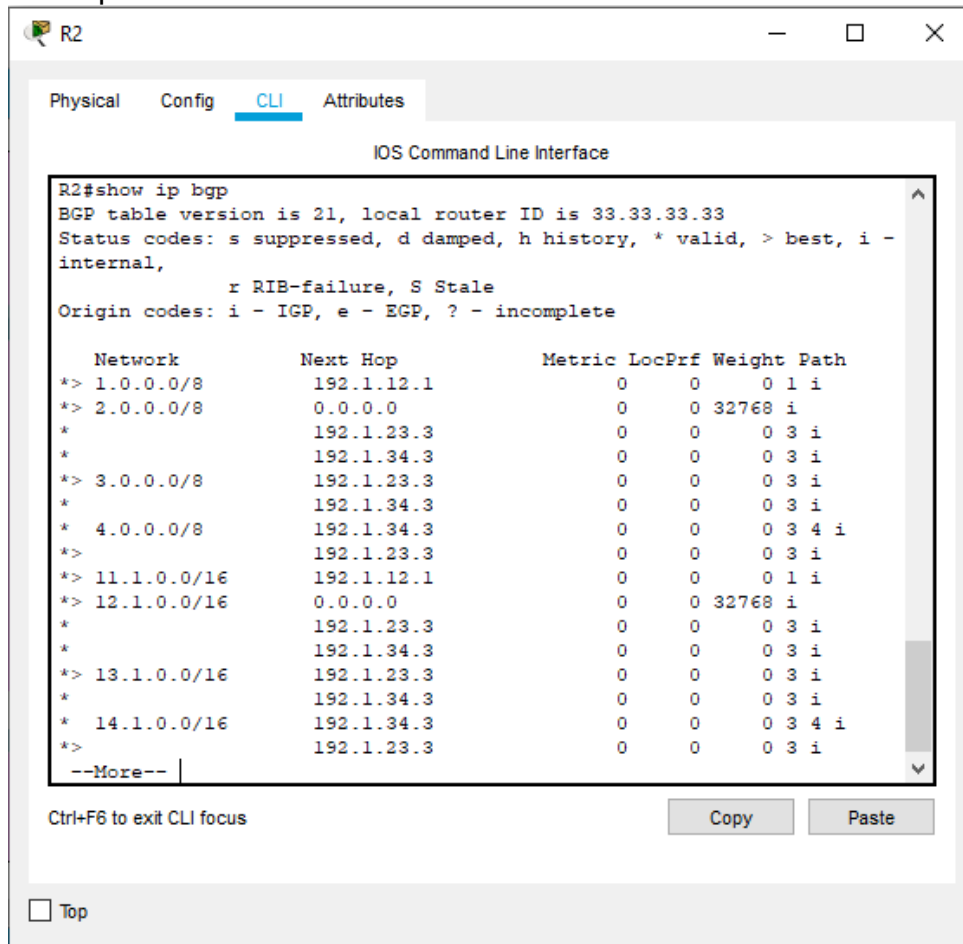 R2
Physical Config CLI Attributes
IOS Command Line Interface
R2#show ip bgp
BGP table version is 21, local router ID is 33.33.33.33
Status codes: s suppressed, d damped, h history, * valid, > best, i -
internal,
r RIB-failure, S Stale
Origin codes: i - IGP, e - EGP, ? - incomplete
Network Next Hop Metric LocPrf Weight Path
*> 1.0.0.0/8 192.1.12.1 0 0 0 1 i
*> 2.0.0.0/8 0.0.0.0 0 0 32768 i
* 192.1.23.3 0 0 0 3 i
* 192.1.34.3 0 0 0 3 i
*> 3.0.0.0/8 192.1.23.3 0 0 0 3 i
* 192.1.34.3 0 0 0 3 i
* 4.0.0.0/8 192.1.34.3 0 0 0 3 4 i
*> 192.1.23.3 0 0 0 3 i
*> 11.1.0.0/16 192.1.12.1 0 0 0 1 i
*> 12.1.0.0/16 0.0.0.0 0 0 32768 i
* 192.1.23.3 0 0 0 3 i
* 192.1.34.3 0 0 0 3 i
*> 13.1.0.0/16 192.1.23.3 0 0 0 3 i
* 192.1.34.3 0 0 0 3 i
* 14.1.0.0/16 192.1.34.3 0 0 0 3 4 i
*> 192.1.23.3 0 0 0 3 i
--More--
Ctrl+F6 to exit CLI focus Copy Paste
Top